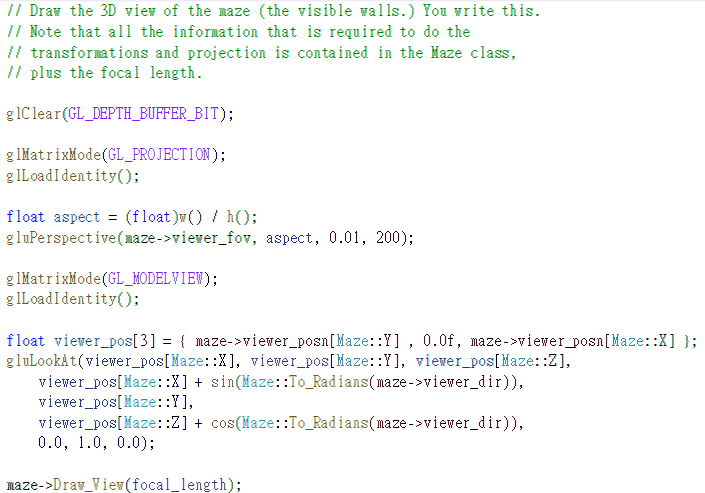 // Draw the 3D view of the maze (the visible walls.) You write this.
// Note that all the information that is required to do the
// transformations and projection is contained in the Maze class,
// plus the focal length.
glClear(GL_DEPTH_BUFFER_BIT);
glMatrixMode(GL_PROJECTION);
glLoadIdentity();
float aspect = (float)w() / h();
gluPerspective(maze->viewer_fov, aspect, 0.01, 200);
glMatrixMode(GL_MODELVIEW);
glLoadIdentity();
float viewer_pos[3] = { maze->viewer_posn[Maze::Y] , 0.0f, maze->viewer_posn[Maze::X] };
gluLookAt(viewer_pos[Maze::X], viewer_pos[Maze::Y], viewer_pos[Maze::Z],
viewer_pos[Maze::X] + sin(Maze::To_Radians(maze->viewer_dir)),
viewer_pos[Maze::Y],
viewer_pos[Maze::Z] + cos(Maze::To_Radians(maze->viewer_dir)),
0.0, 1.0, 0.0);
maze->Draw_View(focal_length);